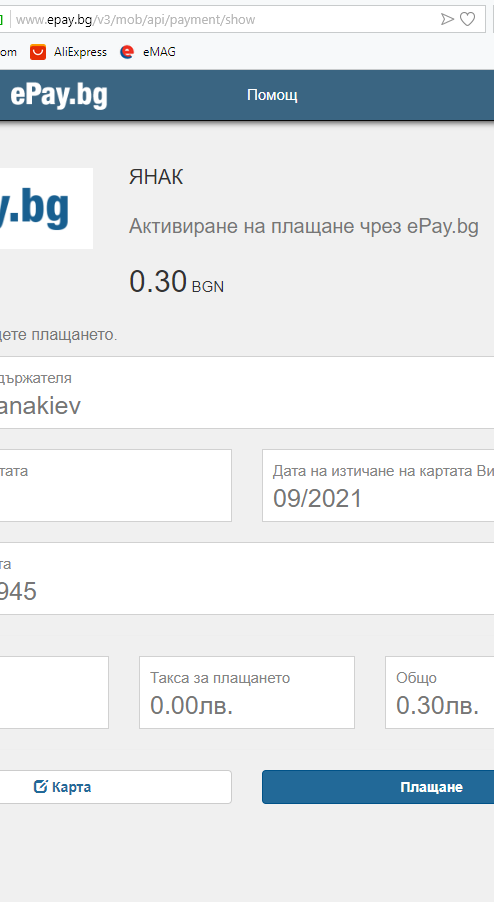 www.epay.bg/v3/mob/api/payment/show
om AliExpress eMAG
ePay.bg Помощ
y.bg
ЯНАК
Активиране на плащане чрез ePay.bg
0.30 BGN
ете плащането.
държателя
anakiev
тата
Дата на изтичане на картата Ви
09/2021
та
945
Такса за плащането
0.00лв.
Общо
0.30лв.
Карта
Плащане